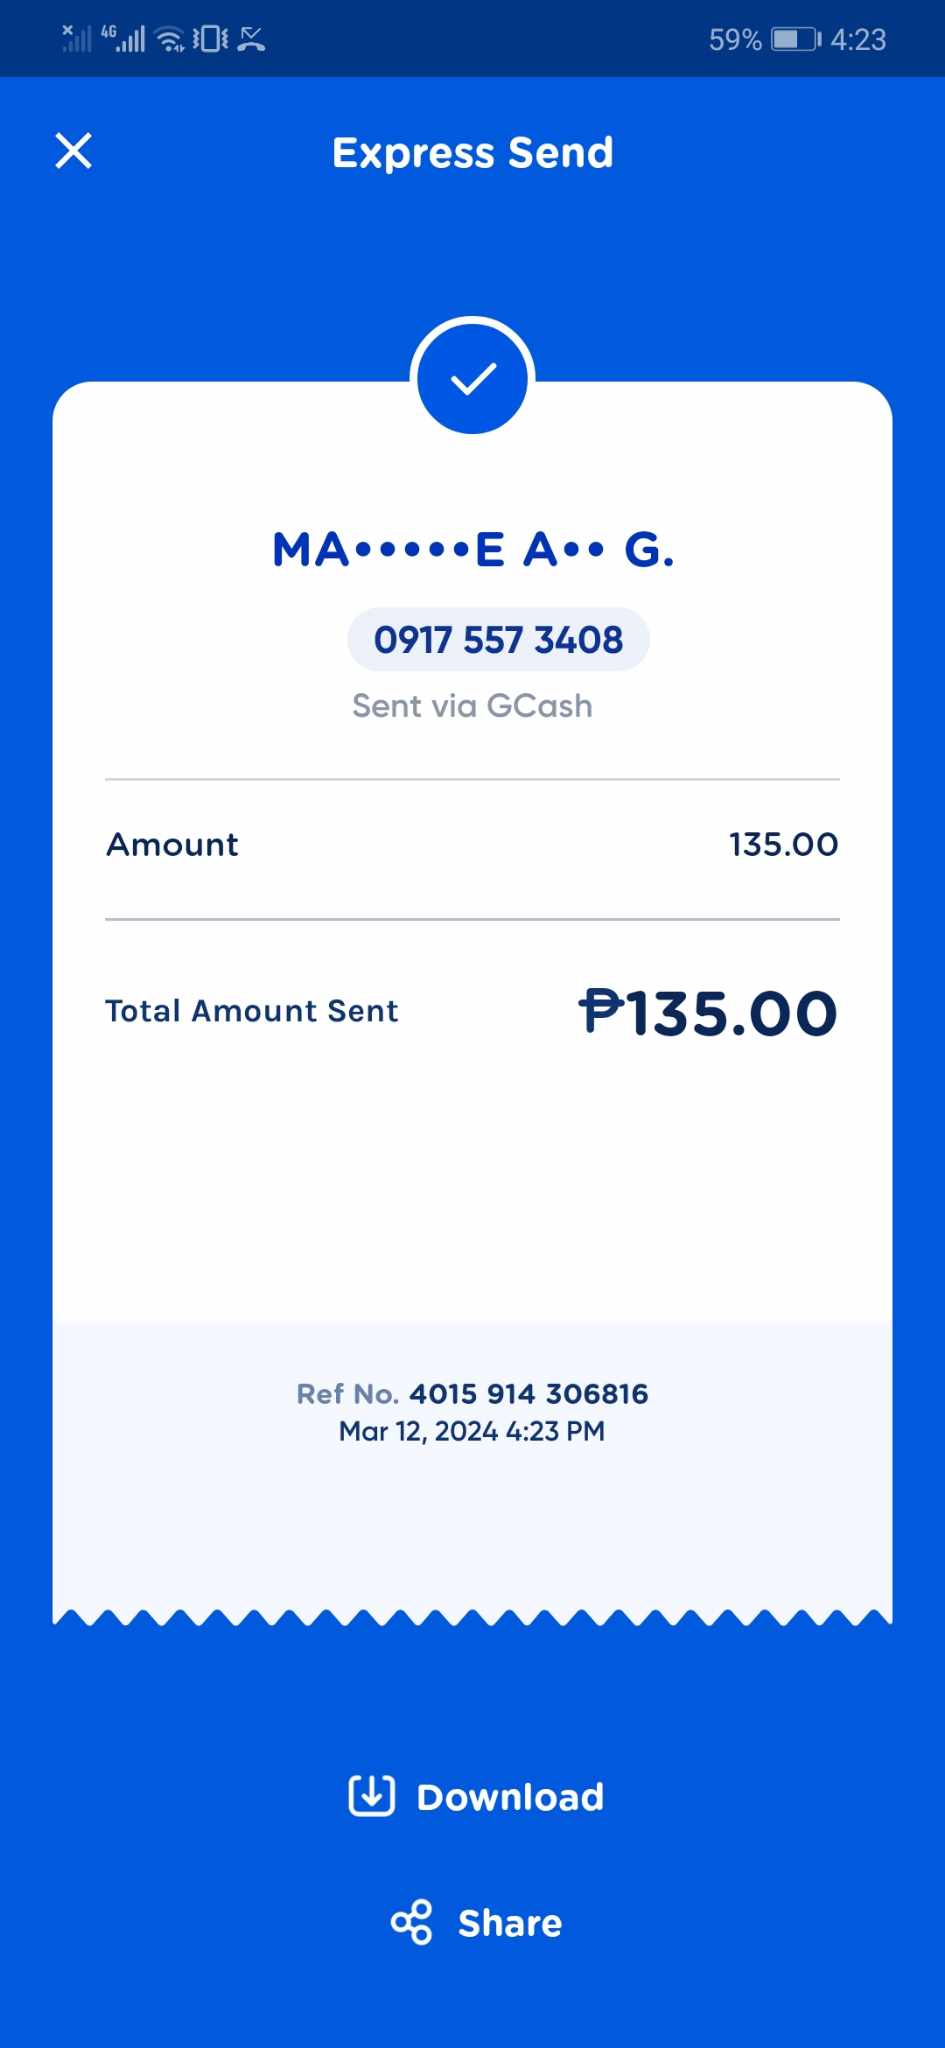 4G 59% 4:23
Express Send
MA•••••E A•• G.
0917 557 3408
Sent via GCash
Amount 135.00
Total Amount Sent ₱135.00
Ref No. 4015 914 306816
Mar 12, 2024 4:23 PM
Download
Share